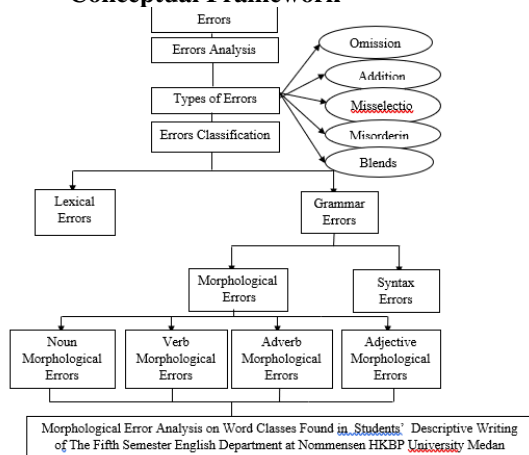 Conceptual Framework
Errors
Errors Analysis
Types of Errors
Errors Classification
Omission
Addition
Misselectio
Misorderin
Blends
Lexical
Errors
Grammar
Errors
Morphological
Errors
Syntax
Errors
Noun
Morphological
Errors
Verb
Morphological
Errors
Adverb
Morphological
Errors
Adjective
Morphological
Errors
Morphological Error Analysis on Word Classes Found in Students’ Descriptive Writing
of The Fifth Semester English Department at Nommensen HKBP University Medan